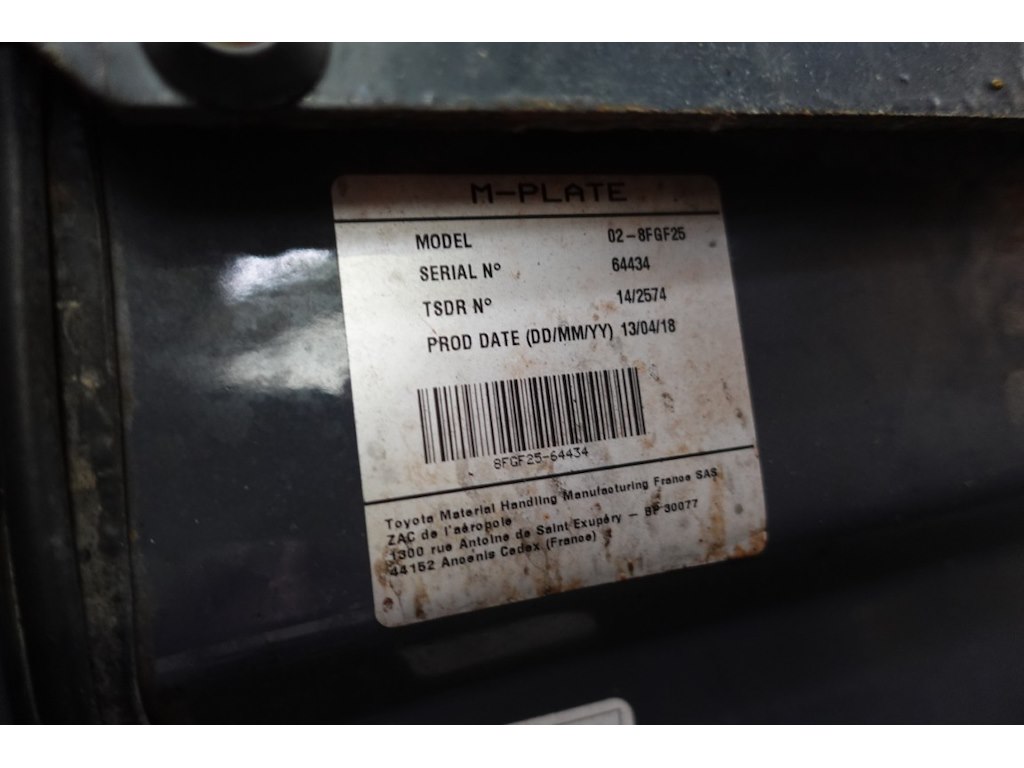 M-PLATE
MODEL 02-8FGF25
SERIAL Nº 64434
TSDR Nº 14/2574
PROD DATE (DD/MM/YY) 13/04/18
8FGF25-64434
Toyota Material Handling Manufacturing France SAS
ZAC de l'aéropole
1300 rue Antoine de Saint Exupéry – BP 30077
44152 Ancenis Cedex (France)